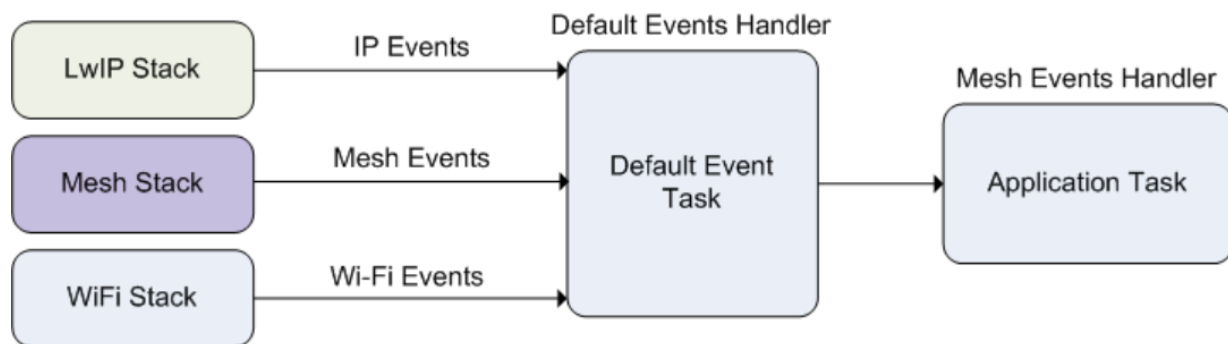 Default Events Handler
IP Events
LwIP Stack
Mesh Events Handler
Mesh Events
Default Event
Task
Mesh Stack
Application Task
Wi-Fi Events
WiFi Stack